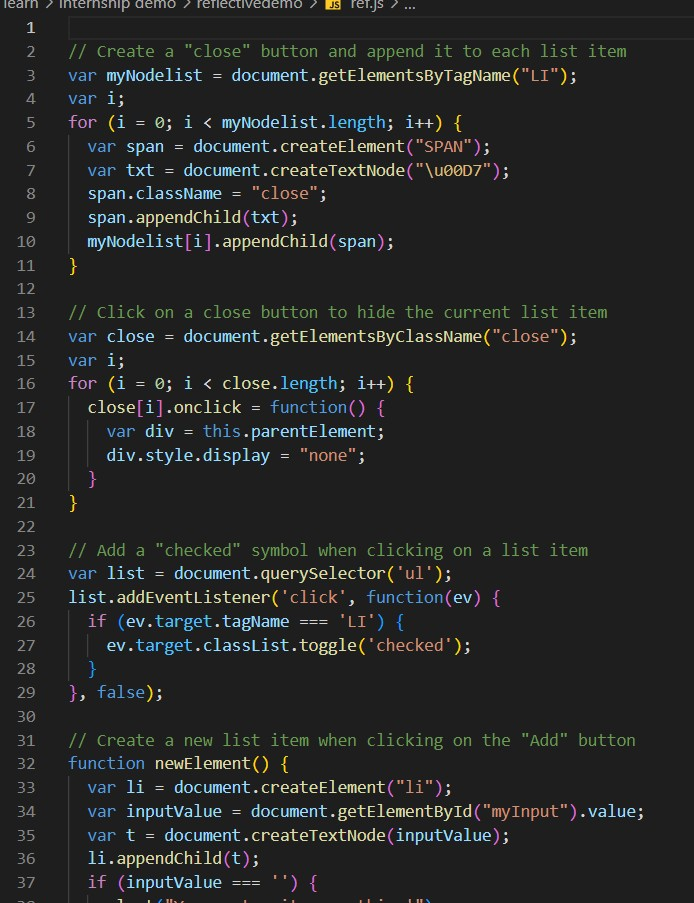 learn > internship demo > reflectivedemo > JS ref.js > ...
1
2 // Create a "close" button and append it to each list item
3 var myNodelist = document.getElementsByTagName("LI");
4 var i;
5 for (i = 0; i < myNodelist.length; i++) {
6   var span = document.createElement("SPAN");
7   var txt = document.createTextNode("\u00D7");
8   span.className = "close";
9   span.appendChild(txt);
10   myNodelist[i].appendChild(span);
11 }
12
13 // Click on a close button to hide the current list item
14 var close = document.getElementsByClassName("close");
15 var i;
16 for (i = 0; i < close.length; i++) {
17   close[i].onclick = function() {
18     var div = this.parentElement;
19     div.style.display = "none";
20   }
21 }
22
23 // Add a "checked" symbol when clicking on a list item
24 var list = document.querySelector('ul');
25 list.addEventListener('click', function(ev) {
26   if (ev.target.tagName === 'LI') {
27     ev.target.classList.toggle('checked');
28   }
29 }, false);
30
31 // Create a new list item when clicking on the "Add" button
32 function newElement() {
33   var li = document.createElement("li");
34   var inputValue = document.getElementById("myInput").value;
35   var t = document.createTextNode(inputValue);
36   li.appendChild(t);
37   if (inputValue === '') {